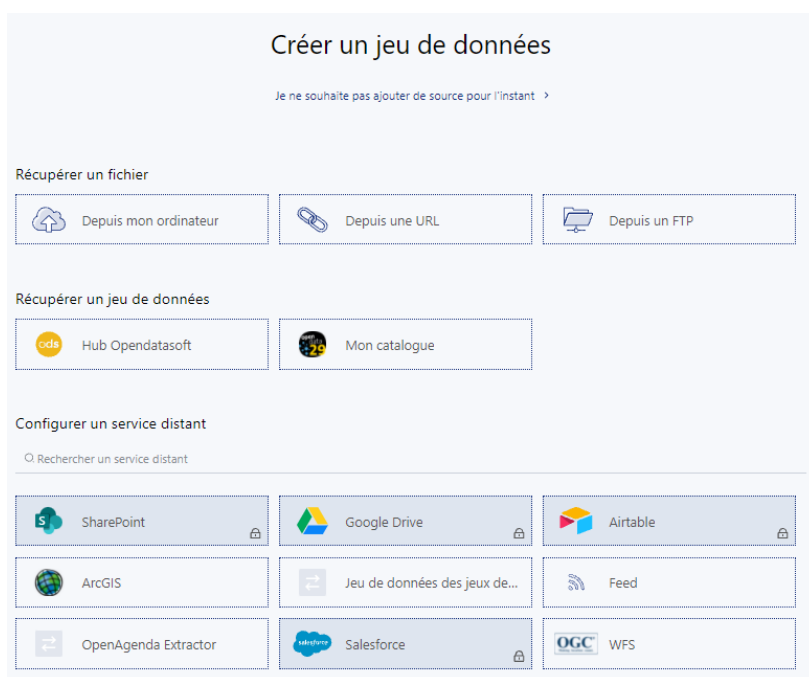 Créer un jeu de données
Je ne souhaite pas ajouter de source pour l'instant >
Récupérer un fichier
Depuis mon ordinateur
Depuis une URL
Depuis un FTP
Récupérer un jeu de données
ods Hub Opendatasoft
29 Mon catalogue
Configurer un service distant
Rechercher un service distant
S SharePoint
Google Drive
Airtable
ArcGIS
Jeu de données des jeux de...
Feed
OpenAgenda Extractor
salesforce Salesforce
OGC WFS